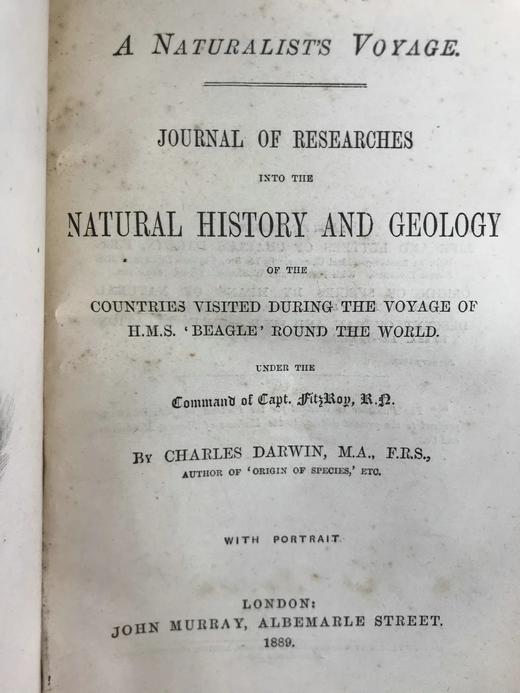 A NATURALIST'S VOYAGE.
JOURNAL OF RESEARCHES
INTO THE
NATURAL HISTORY AND GEOLOGY
OF THE
COUNTRIES VISITED DURING THE VOYAGE OF
H.M.S. 'BEAGLE' ROUND THE WORLD.
UNDER THE
Command of Capt. FitzRoy, R.N.
BY CHARLES DARWIN, M.A., F.R.S.,
AUTHOR OF 'ORIGIN OF SPECIES,' ETC.
WITH PORTRAIT.
LONDON:
JOHN MURRAY, ALBEMARLE STREET.
1889.